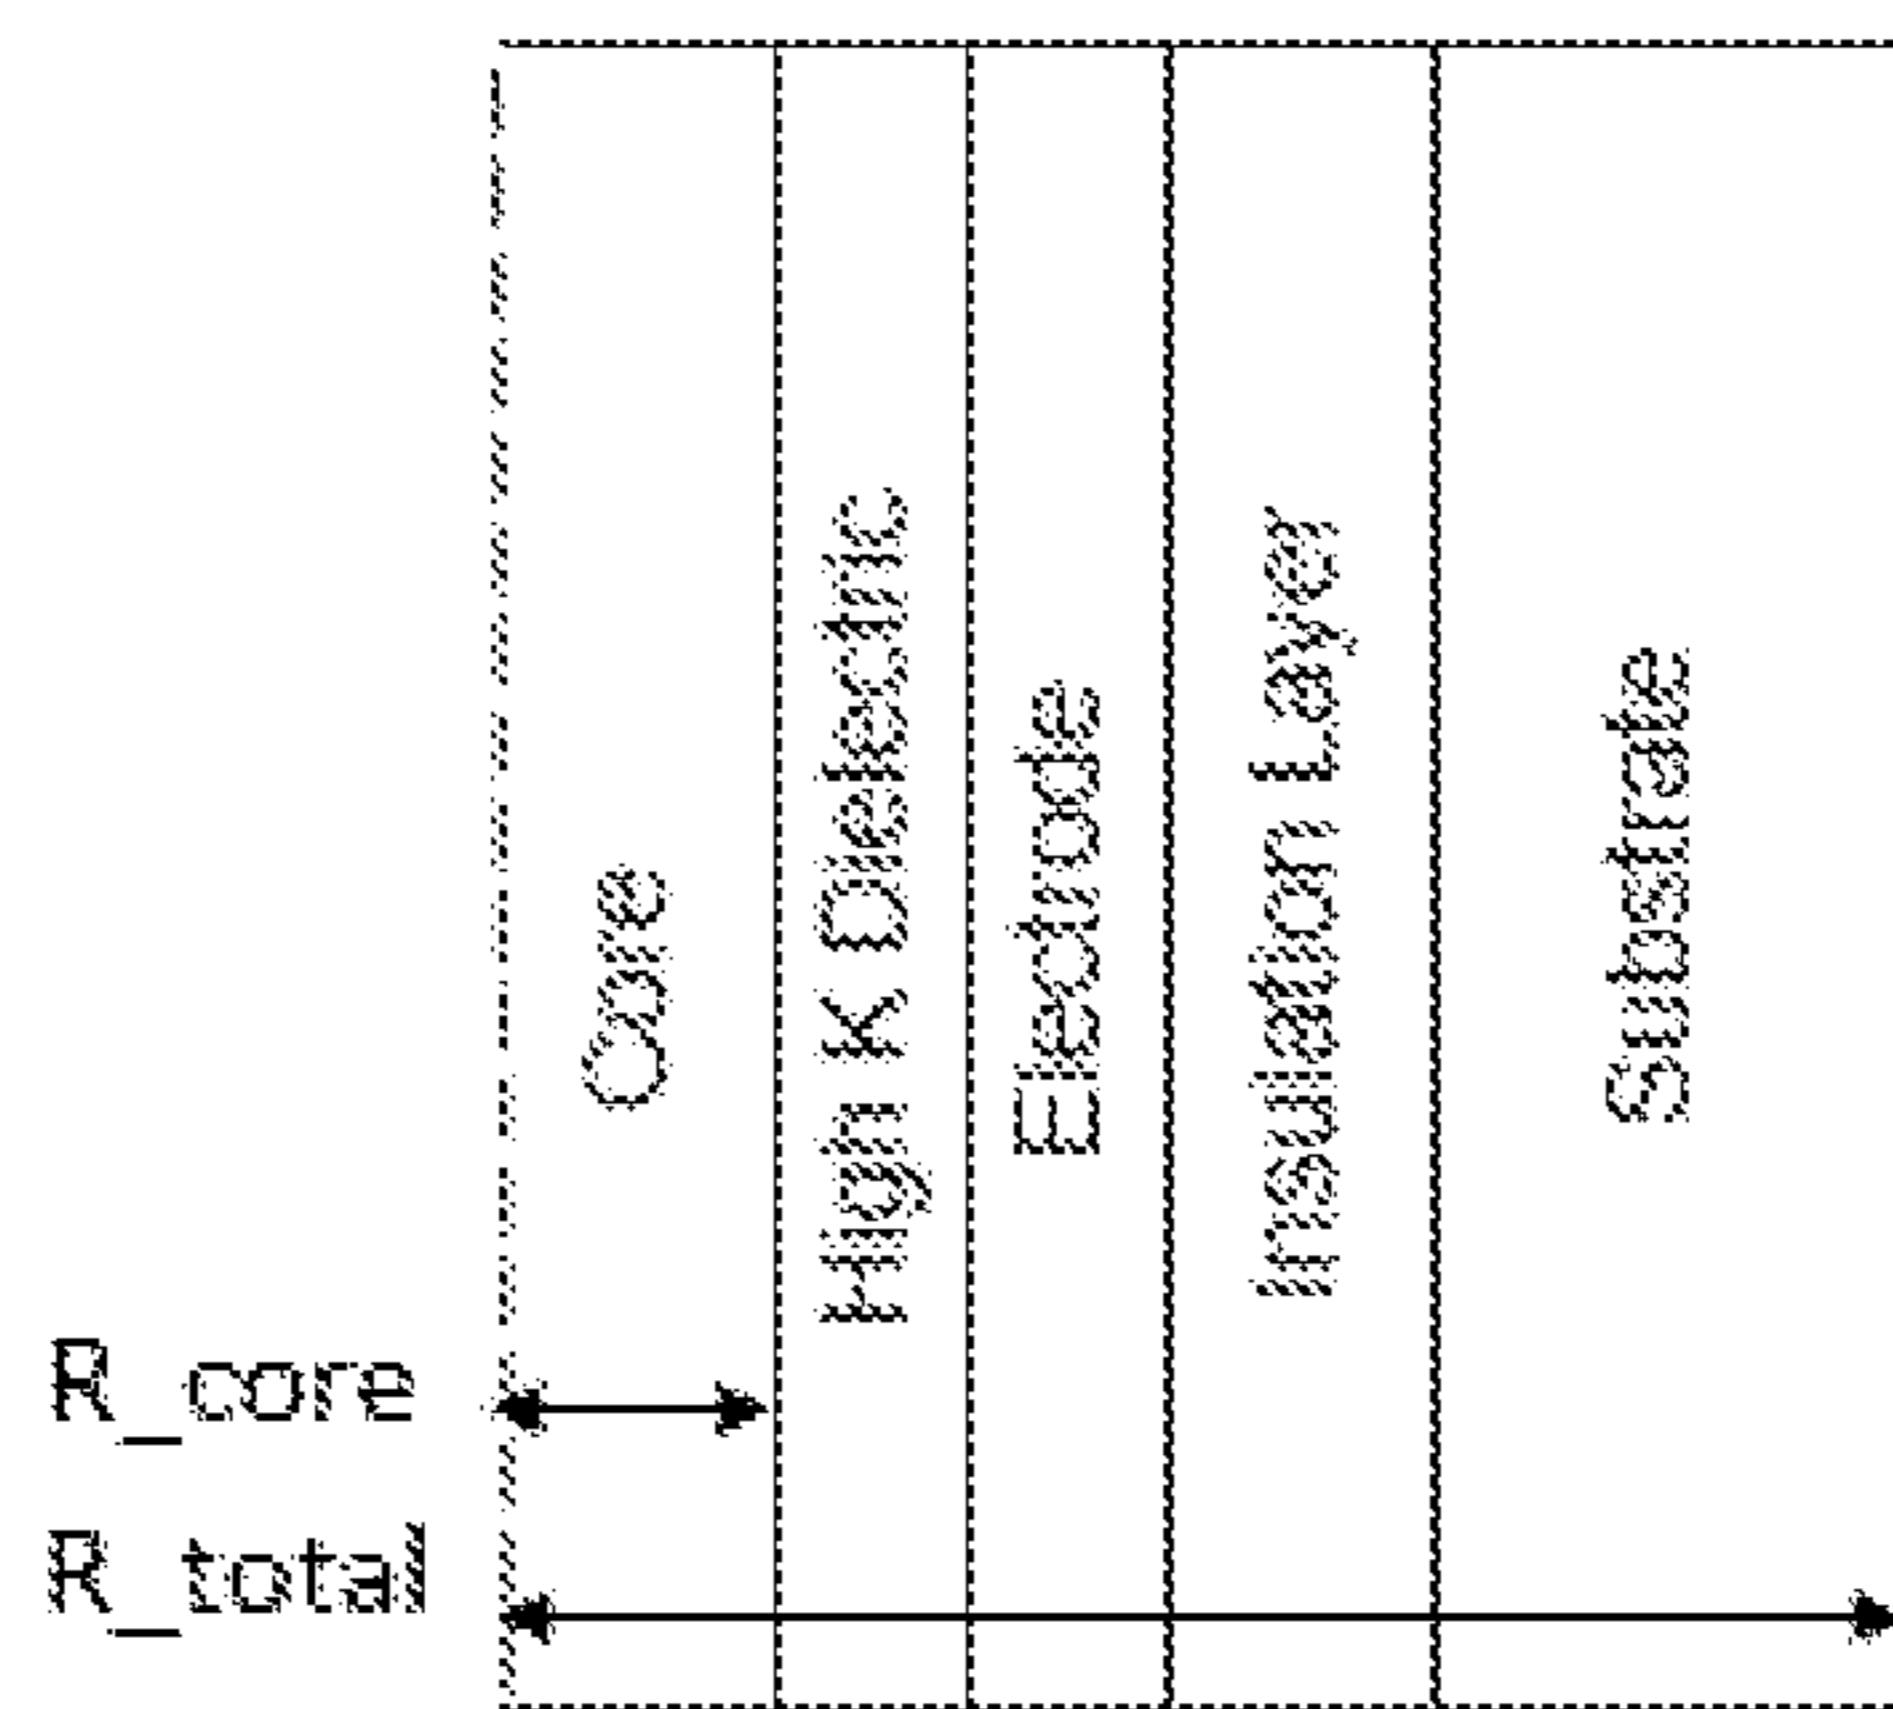 Core
High K Dielectric
Electrode
Insulation Layer
Substrate
R_core
R_total